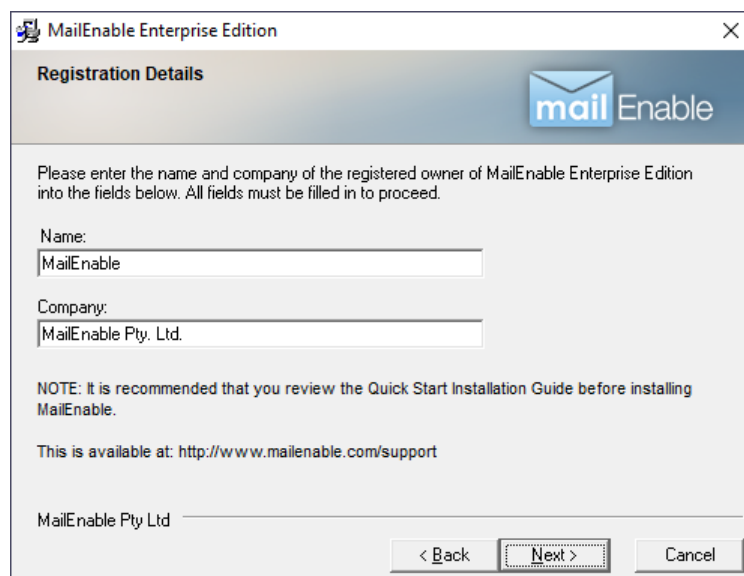 MailEnable Enterprise Edition
Registration Details
mail Enable
Please enter the name and company of the registered owner of MailEnable Enterprise Edition
into the fields below. All fields must be filled in to proceed.
Name:
MailEnable
Company:
MailEnable Pty. Ltd.
NOTE: It is recommended that you review the Quick Start Installation Guide before installing
MailEnable.
This is available at: http://www.mailenable.com/support
MailEnable Pty Ltd
< Back Next > Cancel